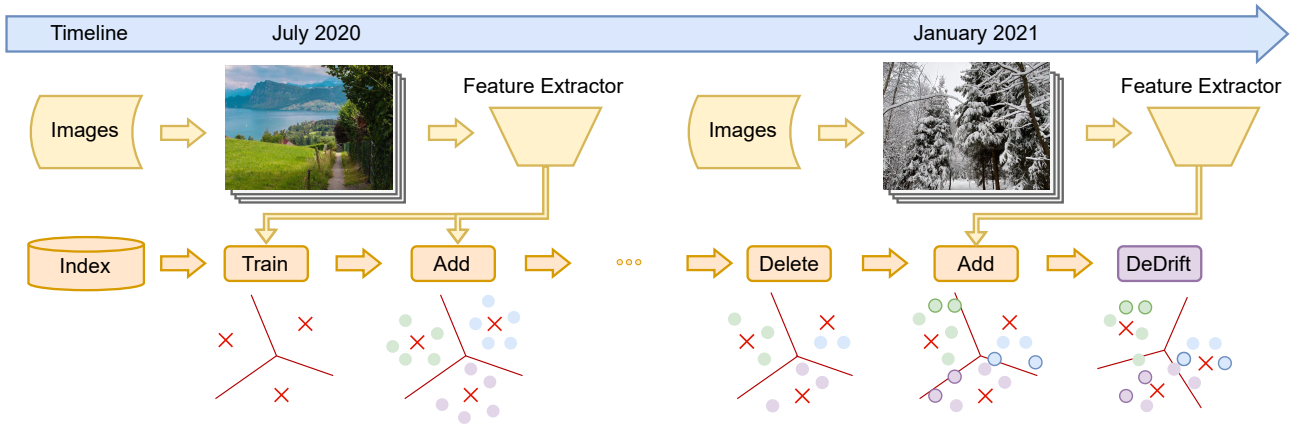 Timeline
July 2020
January 2021
Feature Extractor
Feature Extractor
Images
Images
Index
Train
Add
Delete
Add
DeDrift